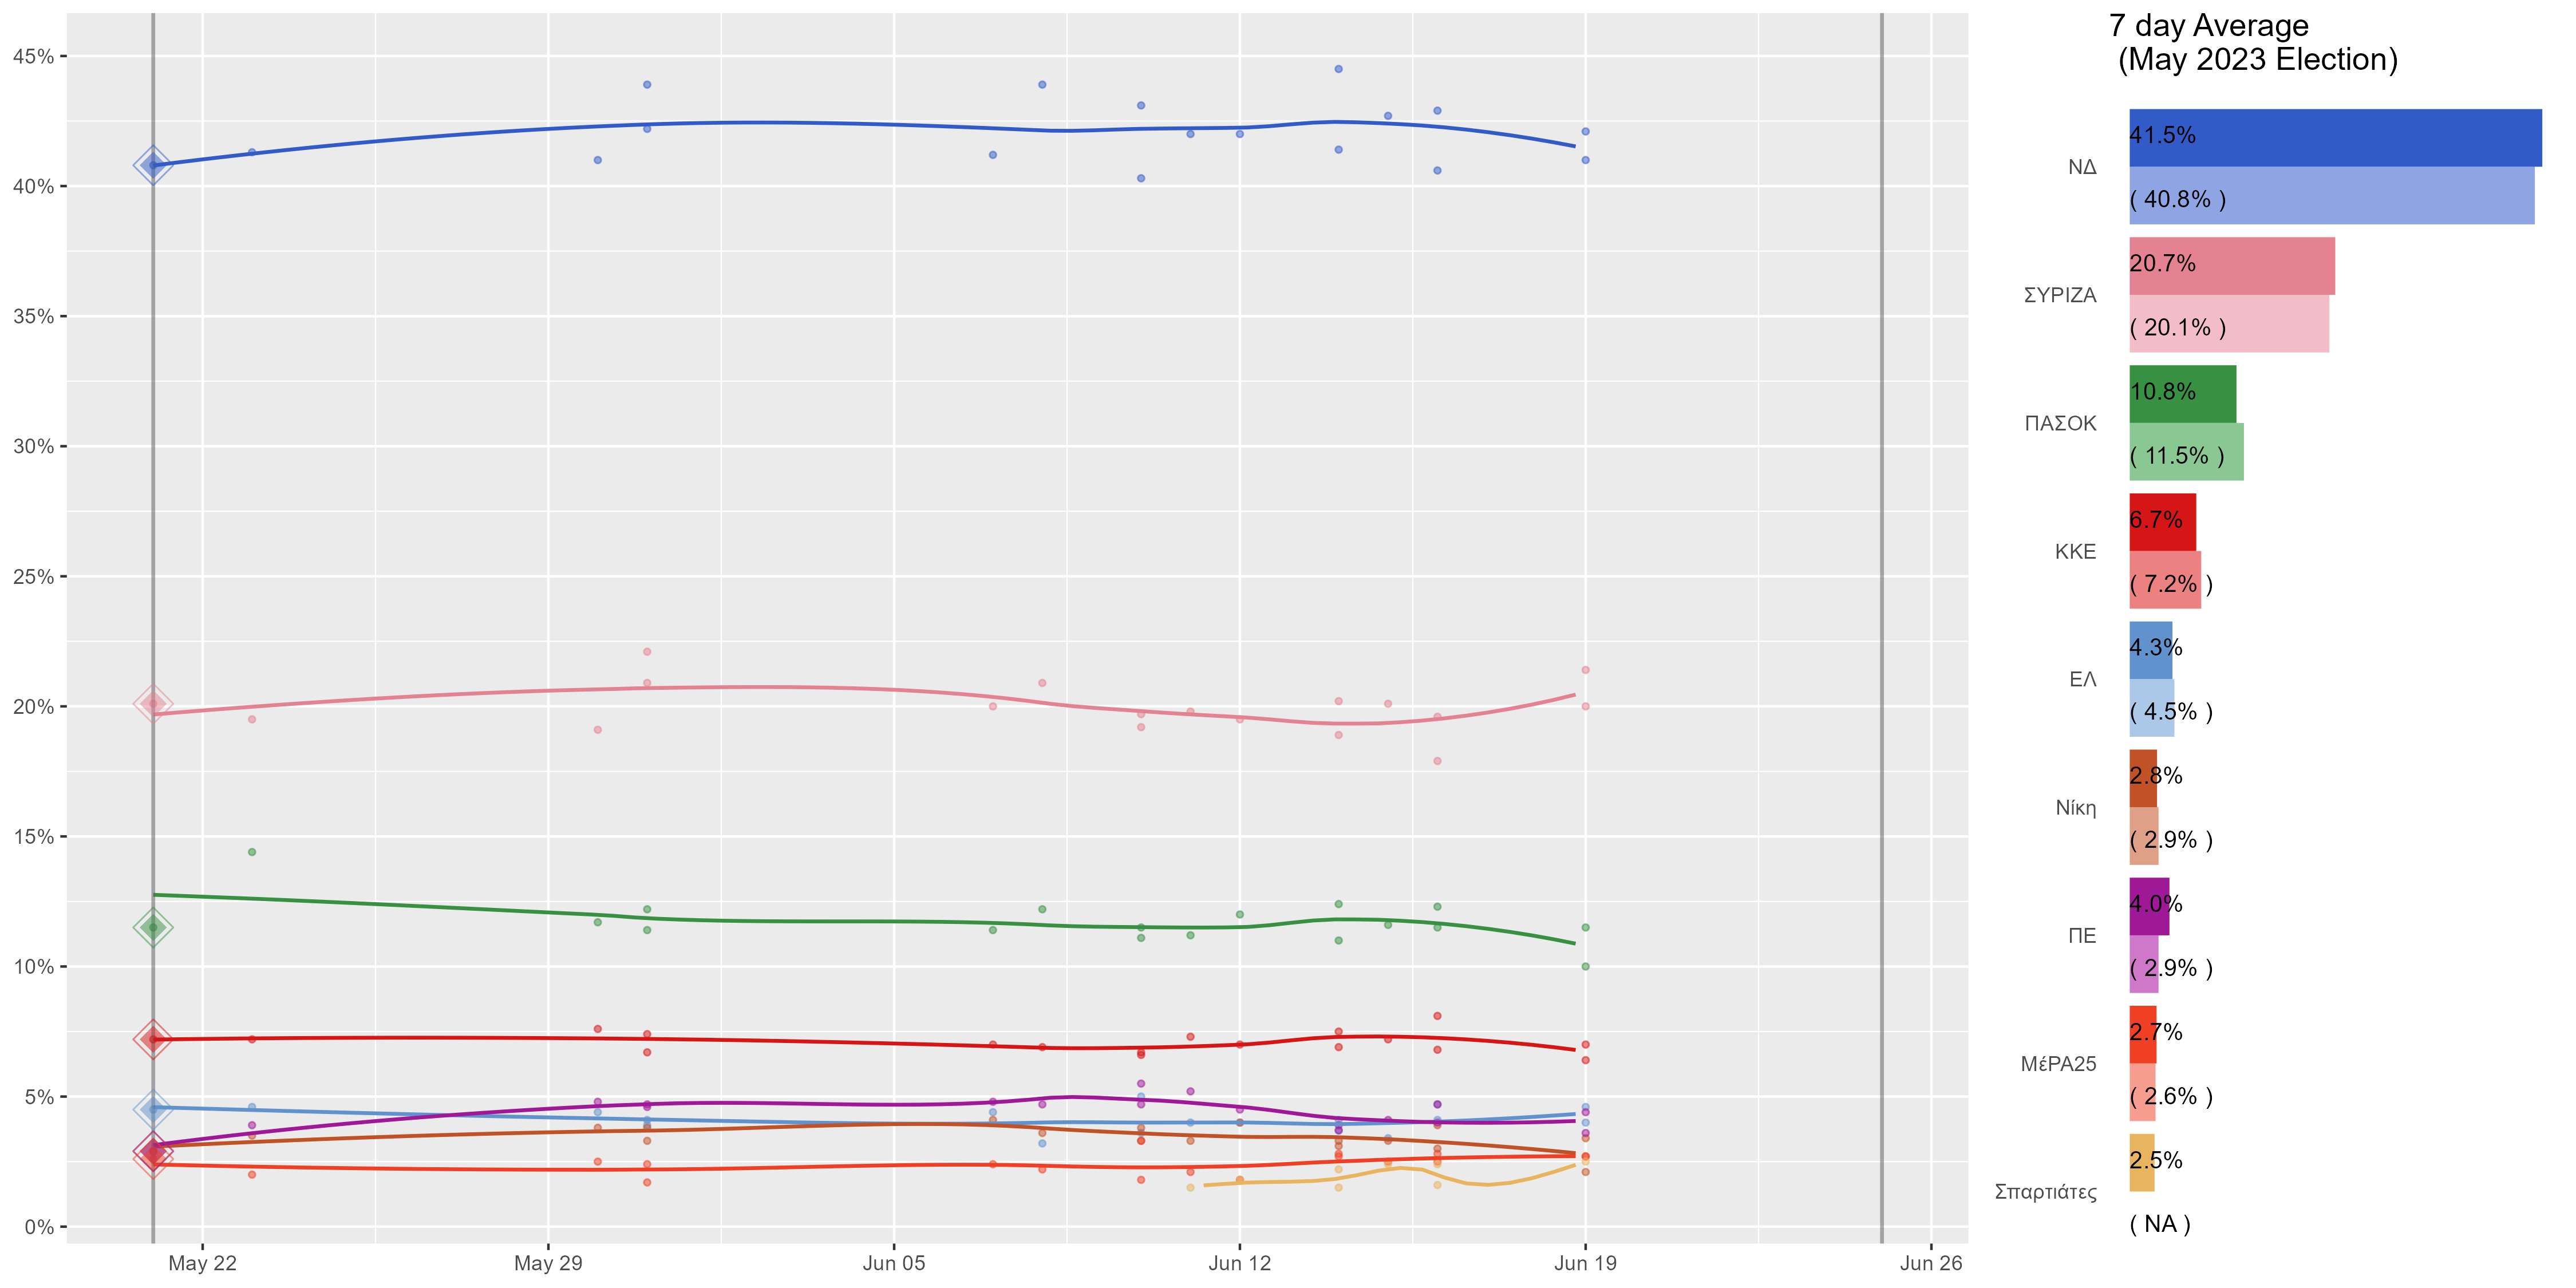 45%
40%
35%
30%
25%
20%
15%
10%
5%
0%
May 22
May 29
Jun 05
Jun 12
Jun 19
Jun 26
7 day Average
(May 2023 Election)
ΝΔ
41.5%
( 40.8% )
ΣΥΡΙΖΑ
20.7%
( 20.1% )
ΠΑΣΟΚ
10.8%
( 11.5% )
ΚΚΕ
6.7%
( 7.2% )
ΕΛ
4.3%
( 4.5% )
Νίκη
2.8%
( 2.9% )
ΠΕ
4.0%
( 2.9% )
ΜέΡΑ25
2.7%
( 2.6% )
Σπαρτιάτες
2.5%
( NA )